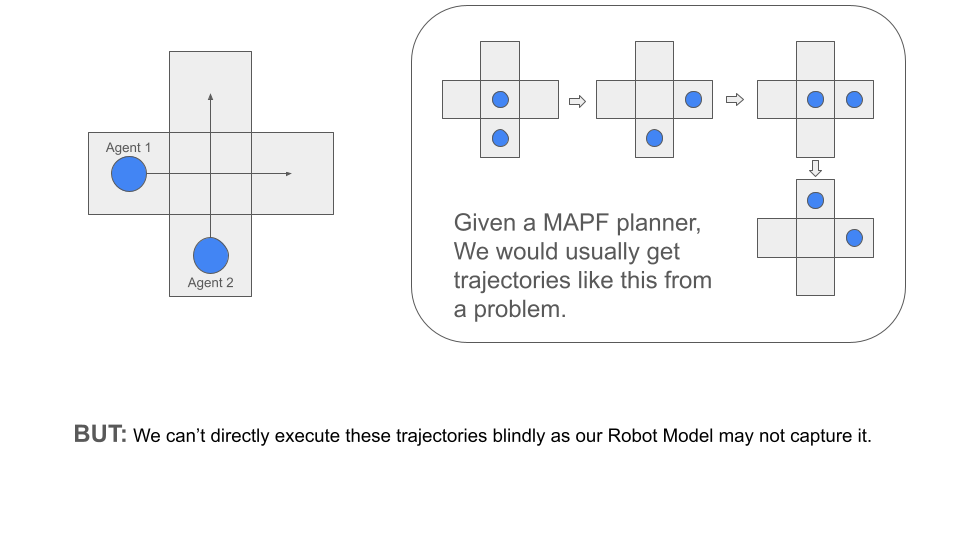 Agent 1
Agent 2
Given a MAPF planner,
We would usually get
trajectories like this from
a problem.
BUT: We can’t directly execute these trajectories blindly as our Robot Model may not capture it.